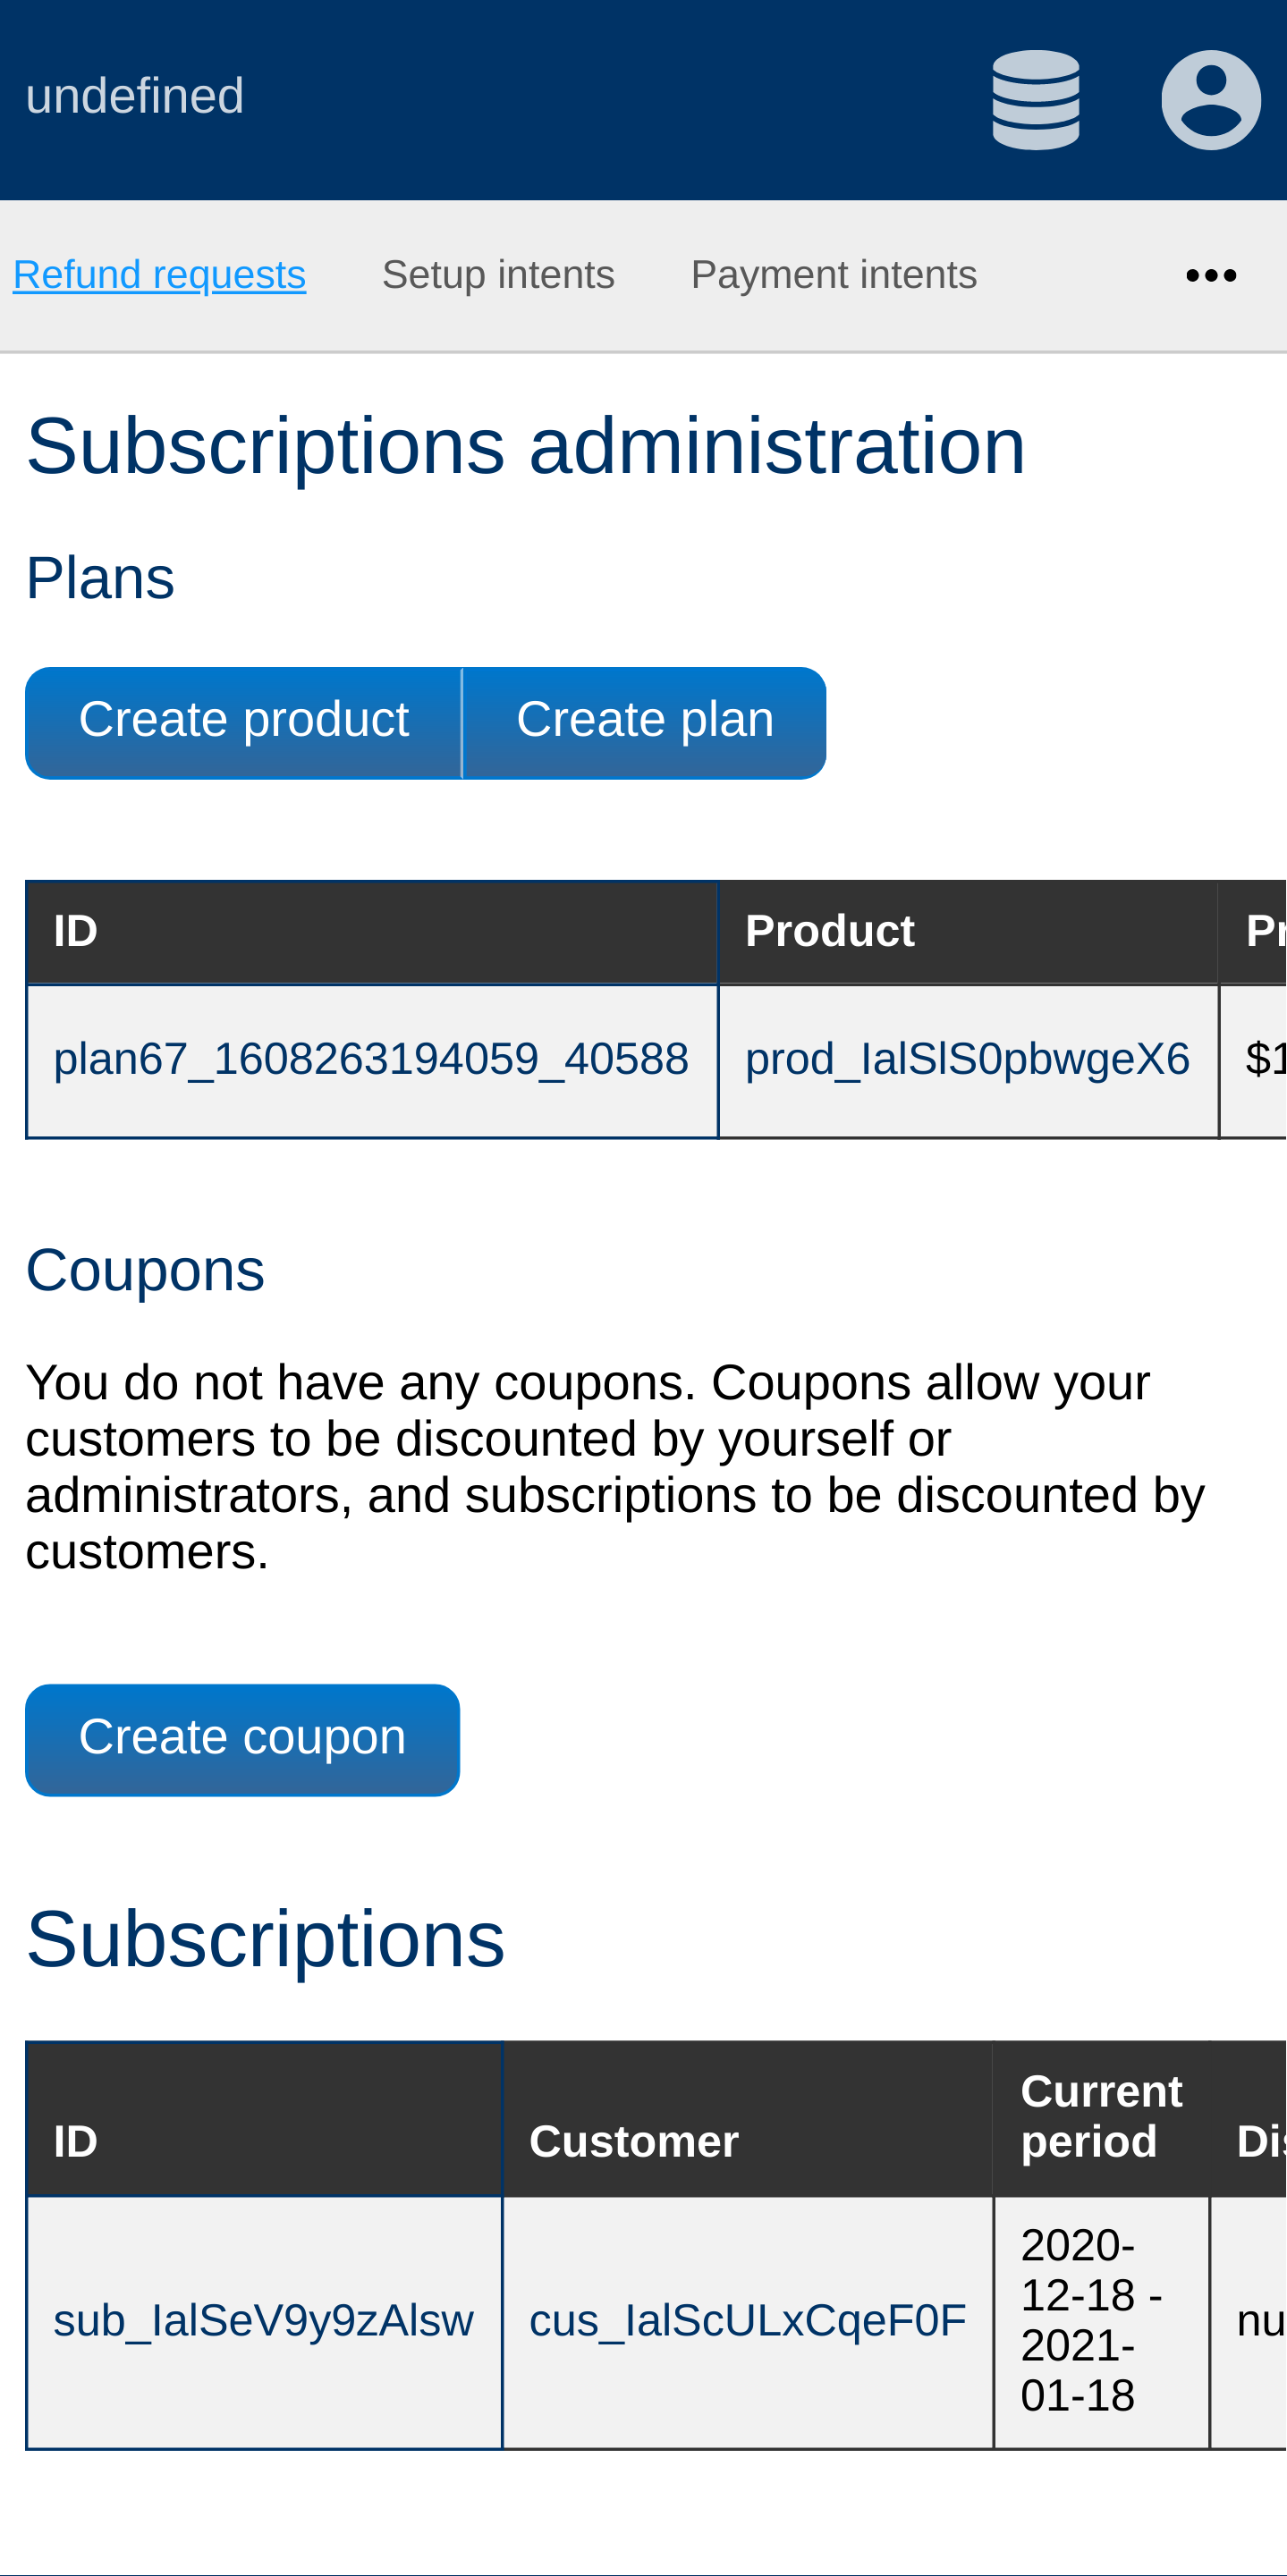 undefined
Refund requests Setup intents Payment intents
Subscriptions administration
Plans
Create product Create plan
ID Product Pr
plan67_1608263194059_40588 prod_IalSlS0pbwgeX6 $1
Coupons
You do not have any coupons. Coupons allow your
customers to be discounted by yourself or
administrators, and subscriptions to be discounted by
customers.
Create coupon
Subscriptions
ID Customer Current period Dis
sub_IalSeV9y9zAlsw cus_IalScULxCqeF0F 2020-
12-18 -
2021-
01-18 nu